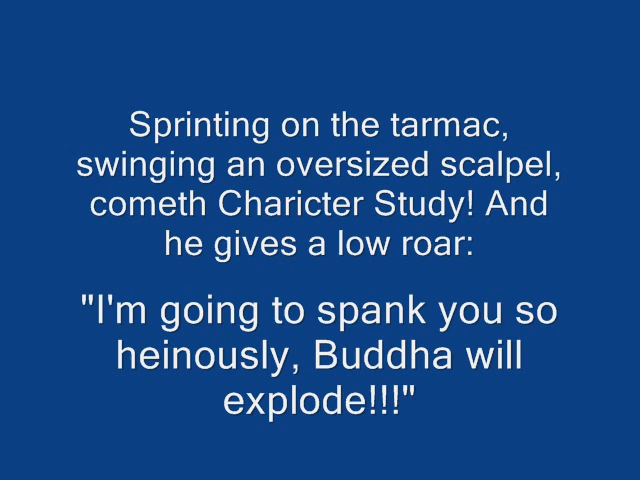 Sprinting on the tarmac,
swinging an oversized scalpel,
cometh Charicter Study! And
he gives a low roar:
"I'm going to spank you so
heinously, Buddha will
explode!!!"